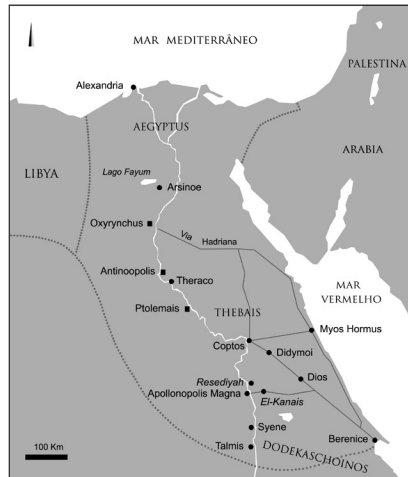 MAR MEDITERRÂNEO
PALESTINA
Alexandria
AEGYPTUS
ARABIA
LIBYA
Lago Fayum
Arsinoe
Oxyrynchus
Via
Hadriana
Antinoopolis
Theraco
MAR
VERMELHO
Ptolemais
THEBAIS
Myos Hormus
Coptos
Didymoi
Resediyah
Dios
Apollonopolis Magna
El-Kanais
Syene
Berenice
Talmis
DODEKASCHOINOS
100 Km